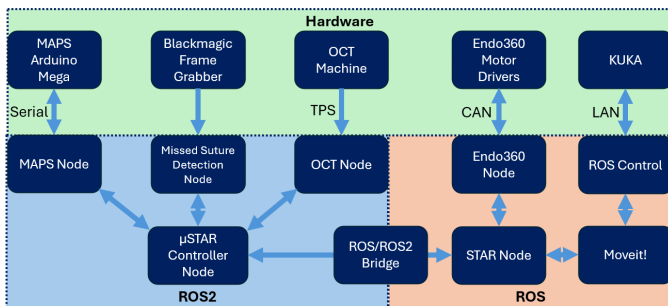 Hardware
MAPS
Arduino
Mega
Blackmagic
Frame
Grabber
OCT
Machine
Endo360
Motor
Drivers
KUKA
Serial
TPS
CAN
LAN
MAPS Node
Missed Suture
Detection
Node
OCT Node
Endo360
Node
ROS Control
µSTAR
Controller
Node
ROS/ROS2
Bridge
STAR Node
Moveit!
ROS2
ROS